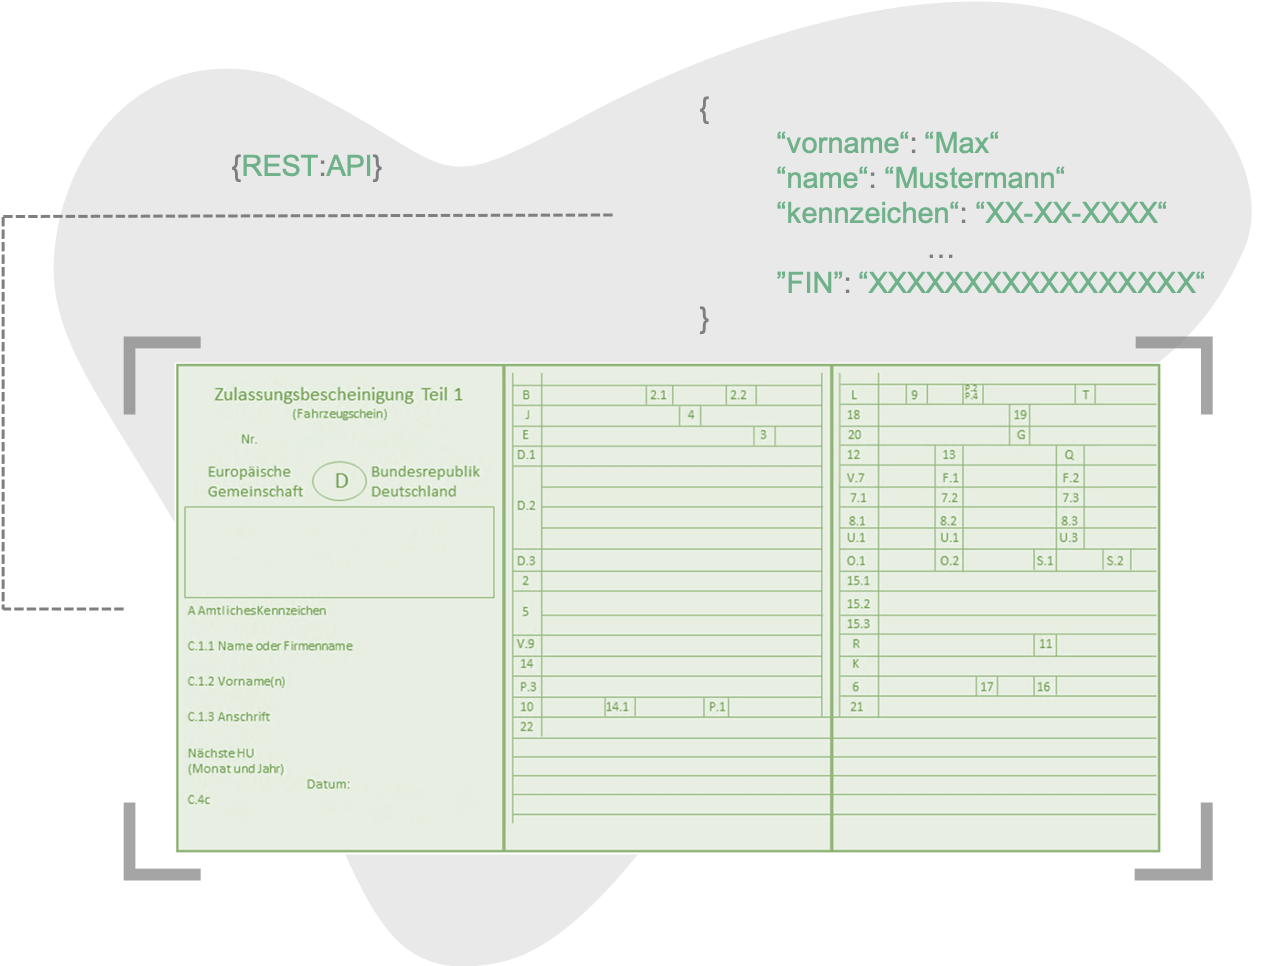 {
“vorname“: “Max“
{REST:API}
“name“: “Mustermann“
“kennzeichen“: “XX-XX-XXXX“
...
”FIN”: “XXXXXXXXXXXXXXXXX“
}
Zulassungsbescheinigung Teil 1
(Fahrzeugschein)
Nr.
Europäische
Gemeinschaft
D
Bundesrepublik
Deutschland
A Amtliches Kennzeichen
C.1.1 Name oder Firmenname
C.1.2 Vorname(n)
C.1.3 Anschrift
Nächste HU
(Monat und Jahr)
Datum:
C.4c
B 2.1 2.2
J 4
E 3
D.1
D.2
D.3
2
5
V.9
14
P.3
10 14.1 P.1
22
L 9 P.2 P.4 T
18 19
20 G
12 13 Q
V.7 F.1 F.2
7.1 7.2 7.3
8.1 8.2 8.3
U.1 U.1 U.3
O.1 O.2 S.1 S.2
15.1
15.2
15.3
R 11
K
6 17 16
21